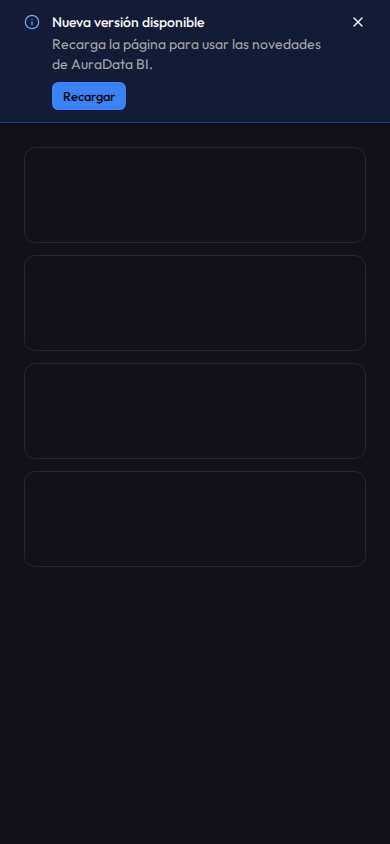 Nueva versión disponible
Recarga la página para usar las novedades
de AuraData BI.
Recargar